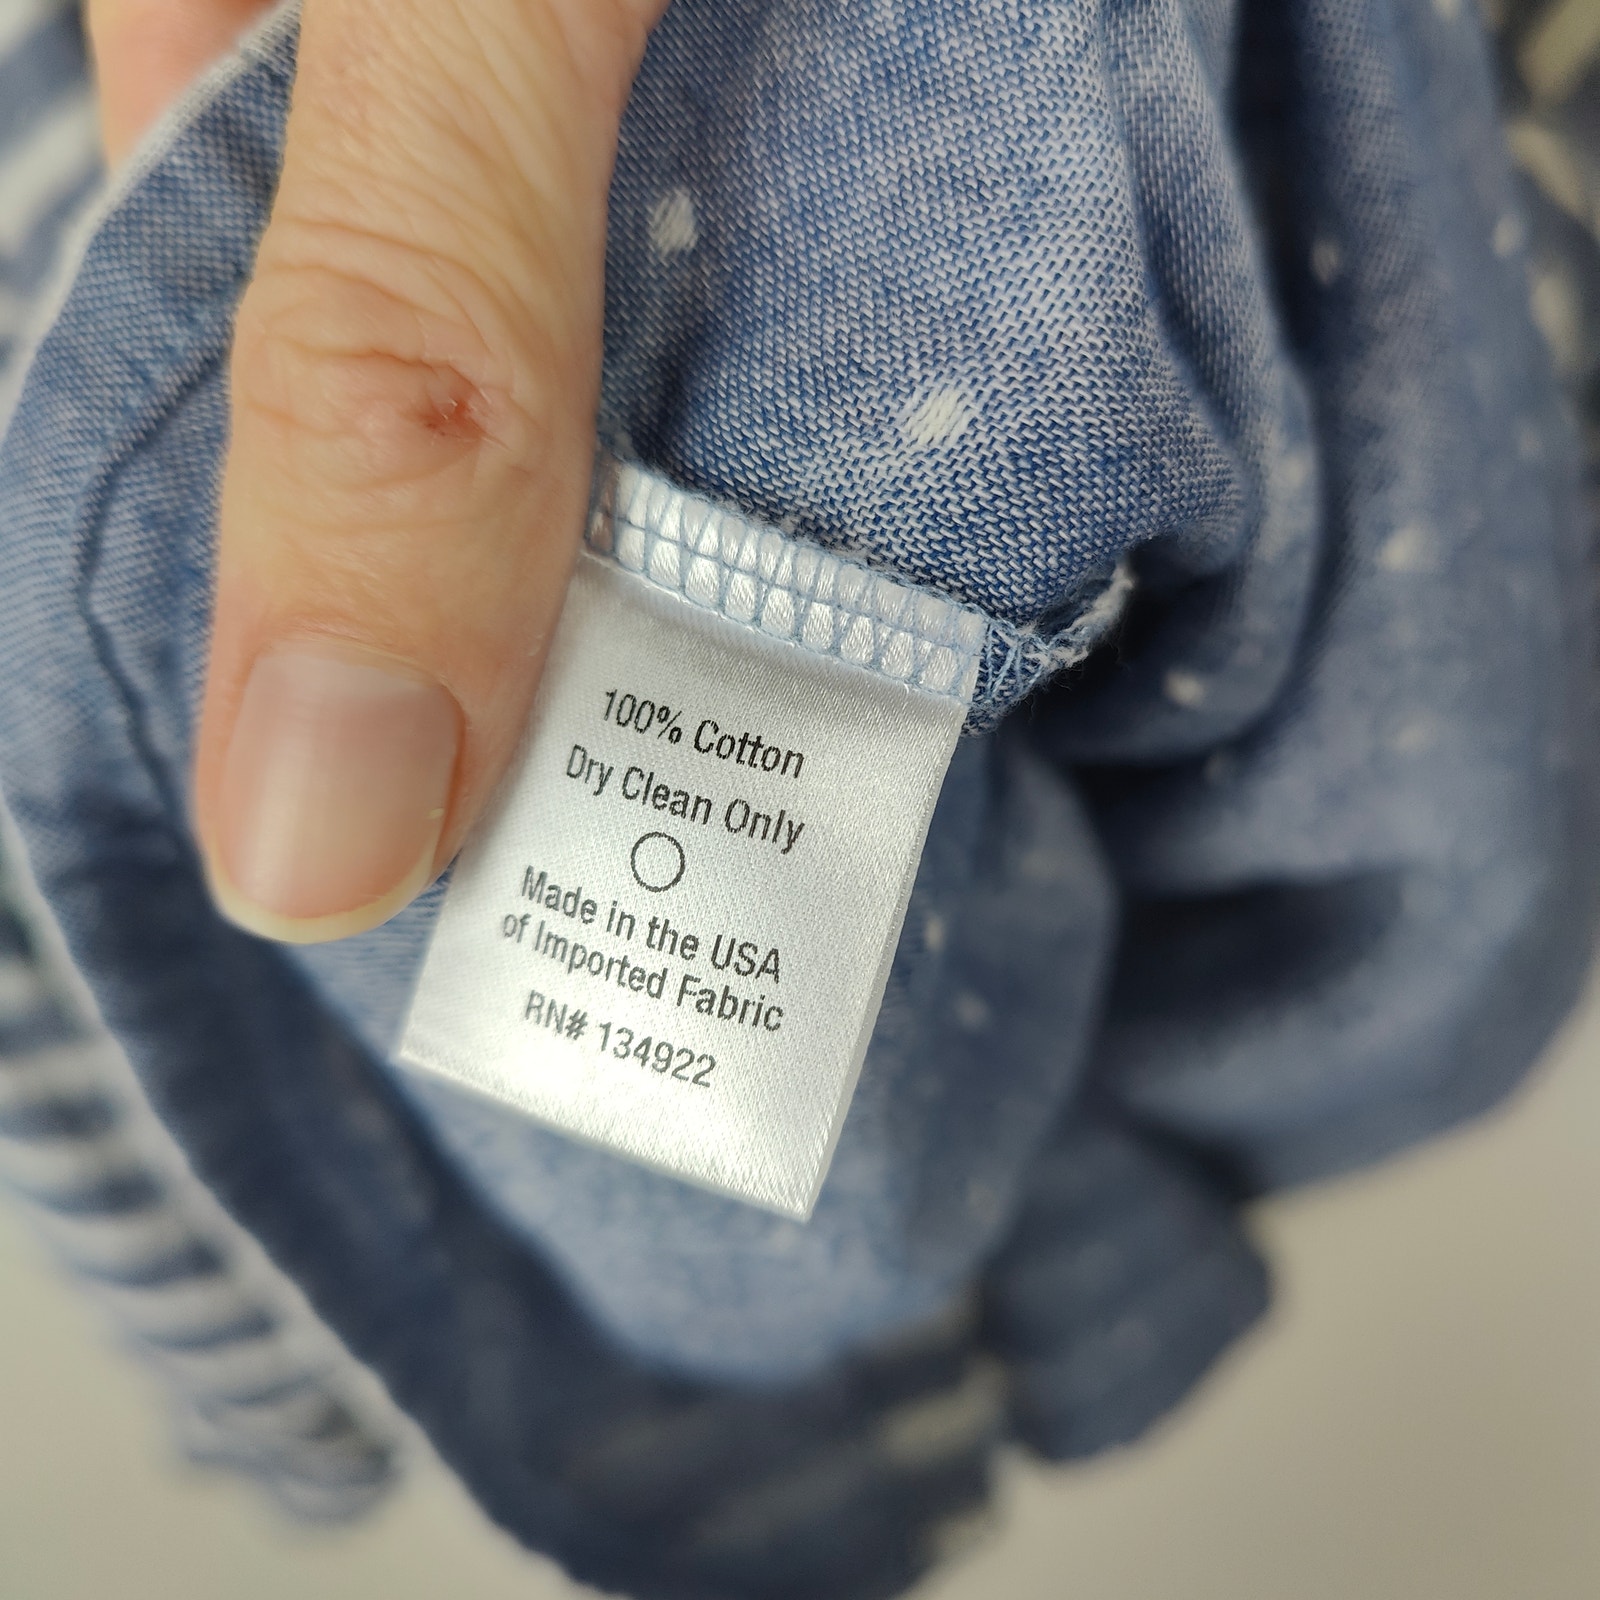 100% Cotton
Dry Clean Only
Made in the USA
of Imported Fabric
RN# 134922